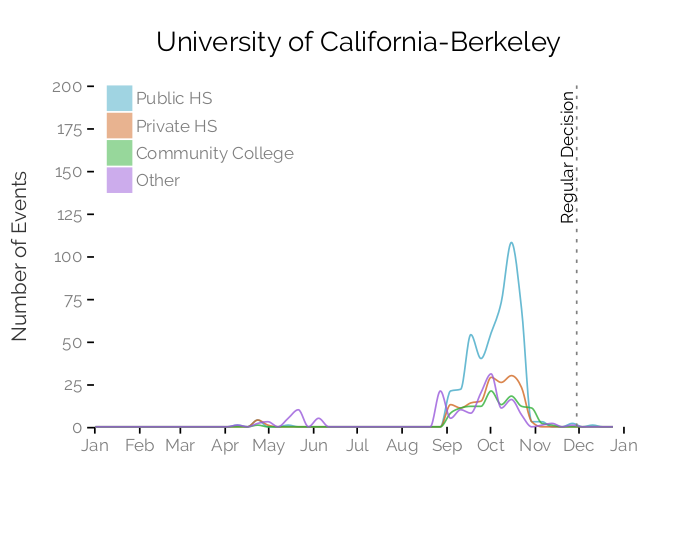 University of California-Berkeley
200
175
150
125
100
75
50
25
0
Number of Events
Public HS
Private HS
Community College
Other
Regular Decision
Jan Feb Mar Apr May Jun Jul Aug Sep Oct Nov Dec Jan